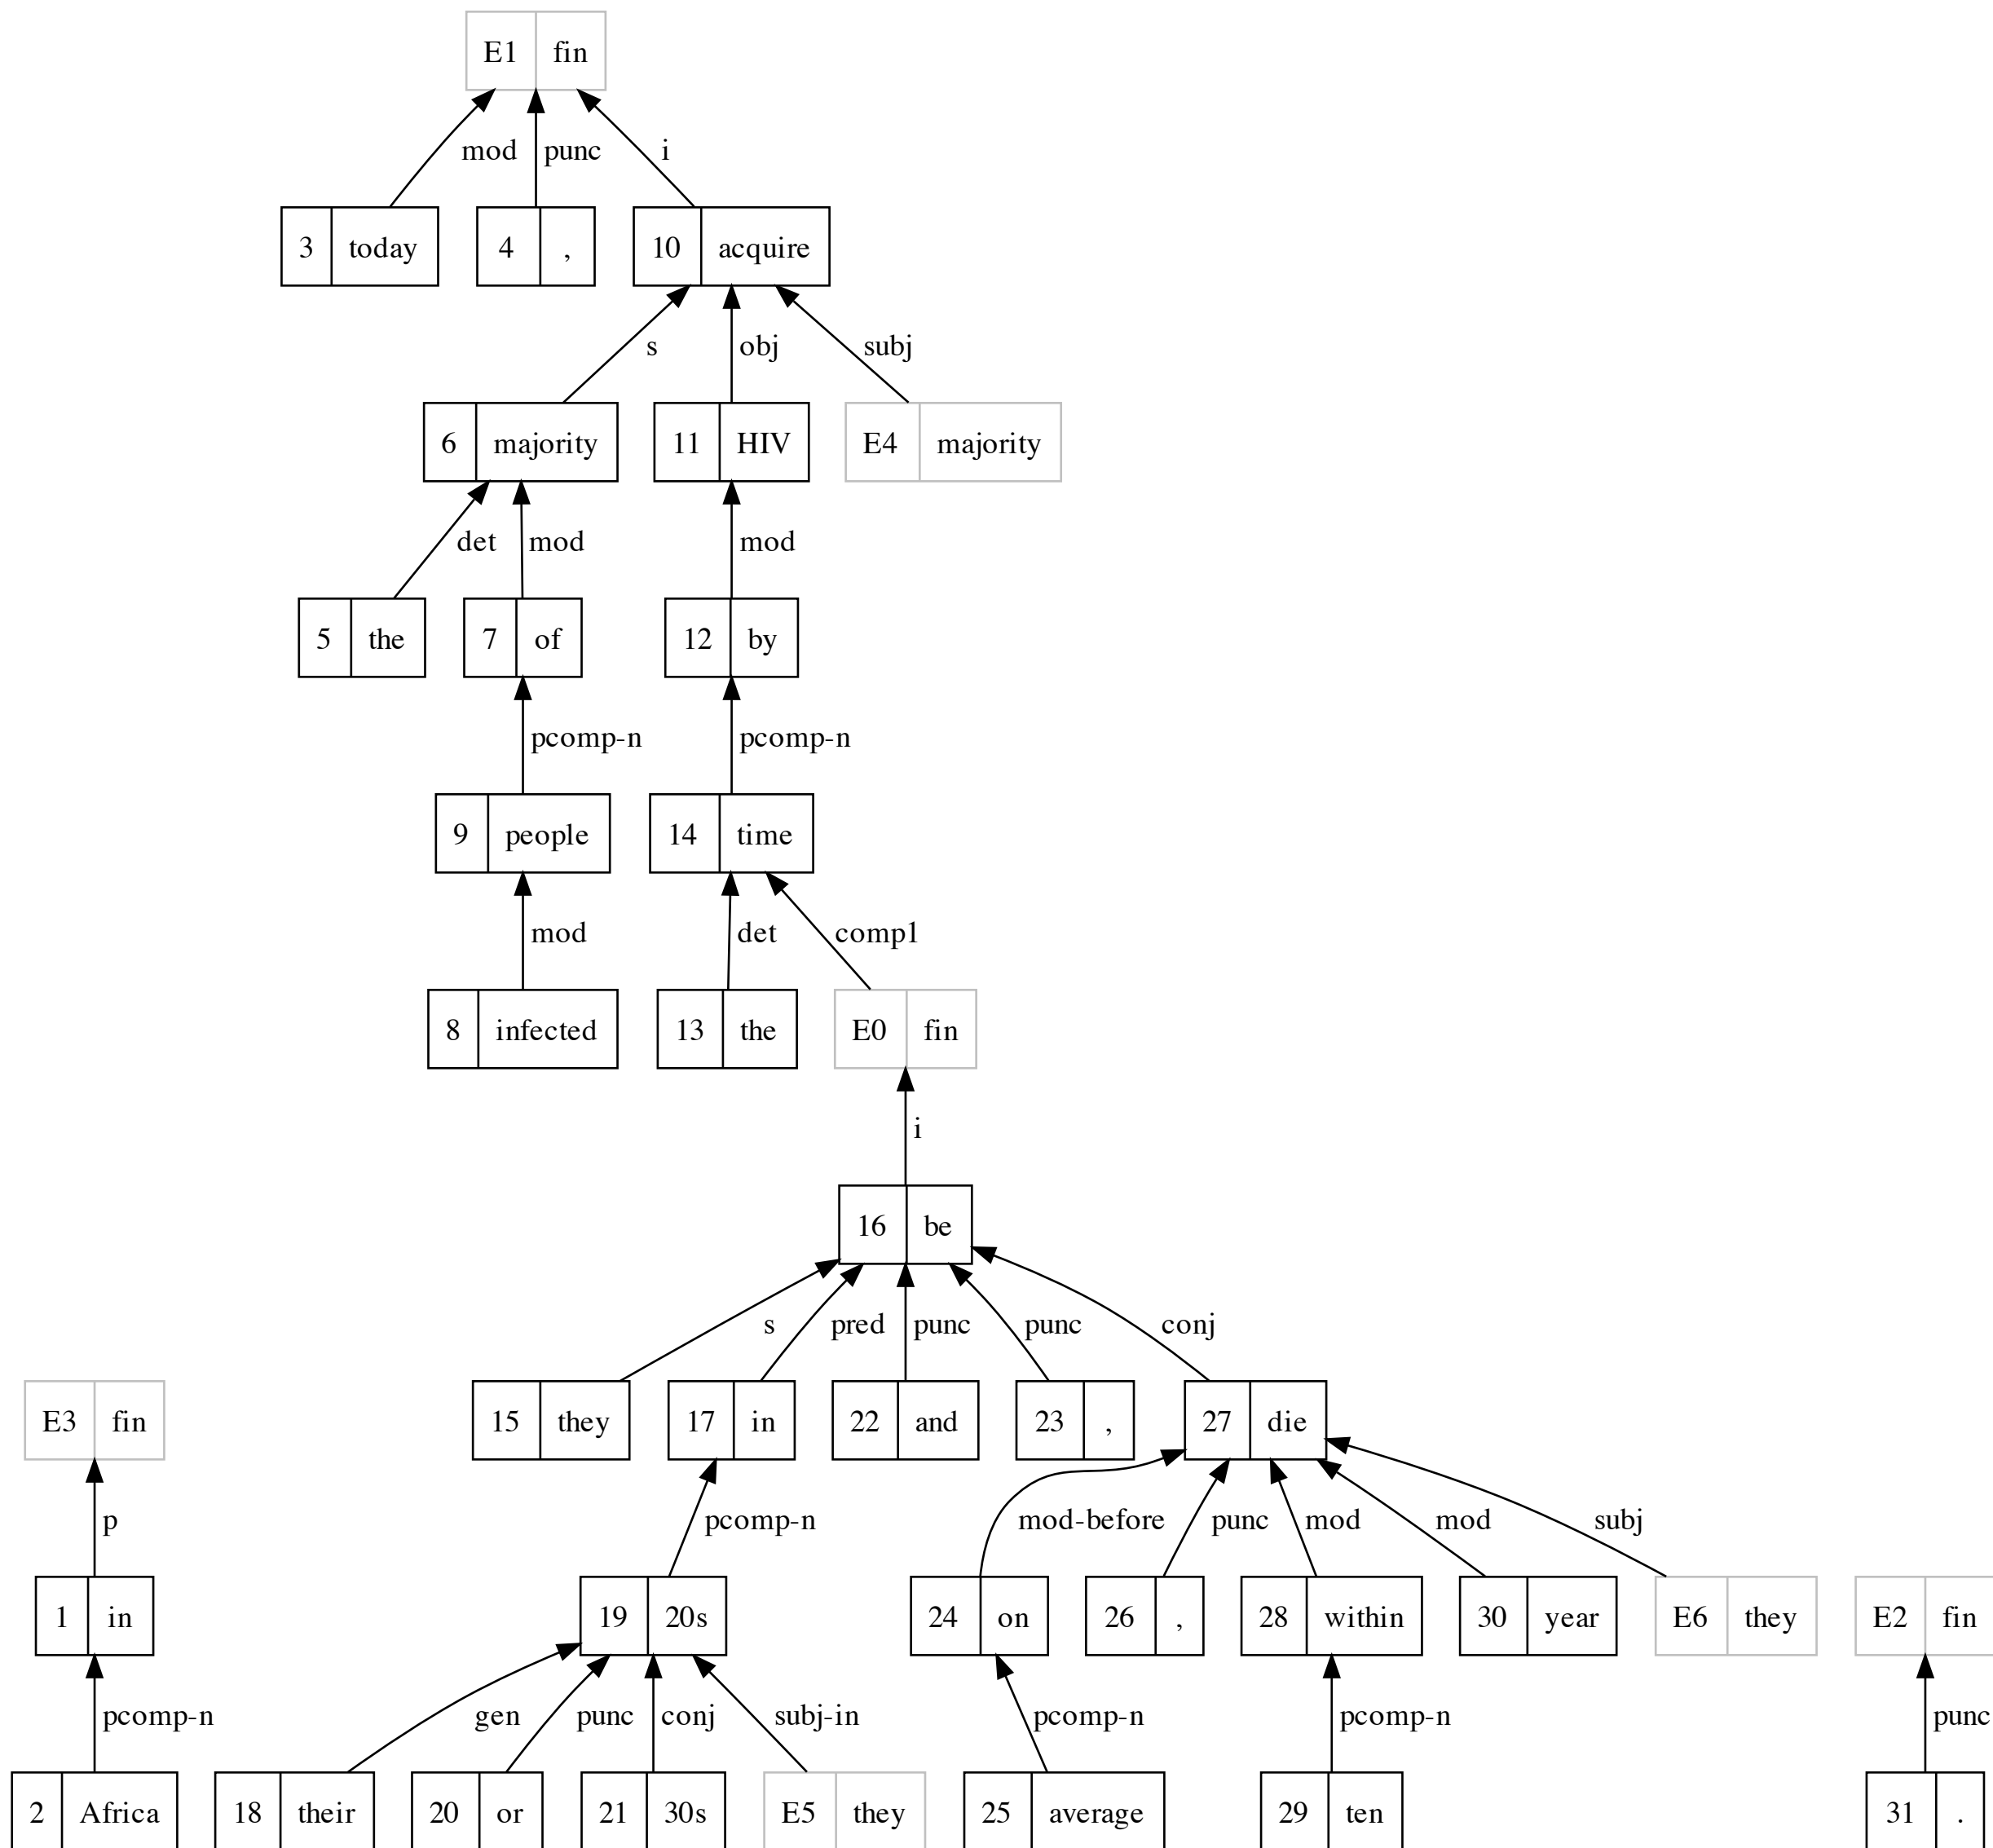 E1 fin
mod punc i
3 today 4 , 10 acquire
s obj subj
6 majority 11 HIV E4 majority
det mod mod
5 the 7 of 12 by
pcomp-n pcomp-n
9 people 14 time
mod det comp1
8 infected 13 the E0 fin
i
16 be
s pred punc punc conj
E3 fin 15 they 17 in 22 and 23 , 27 die
p pcomp-n mod-before punc mod mod subj
1 in 19 20s 24 on 26 , 28 within 30 year E6 they E2 fin
pcomp-n gen punc conj subj-in pcomp-n pcomp-n punc
2 Africa 18 their 20 or 21 30s E5 they 25 average 29 ten 31 .